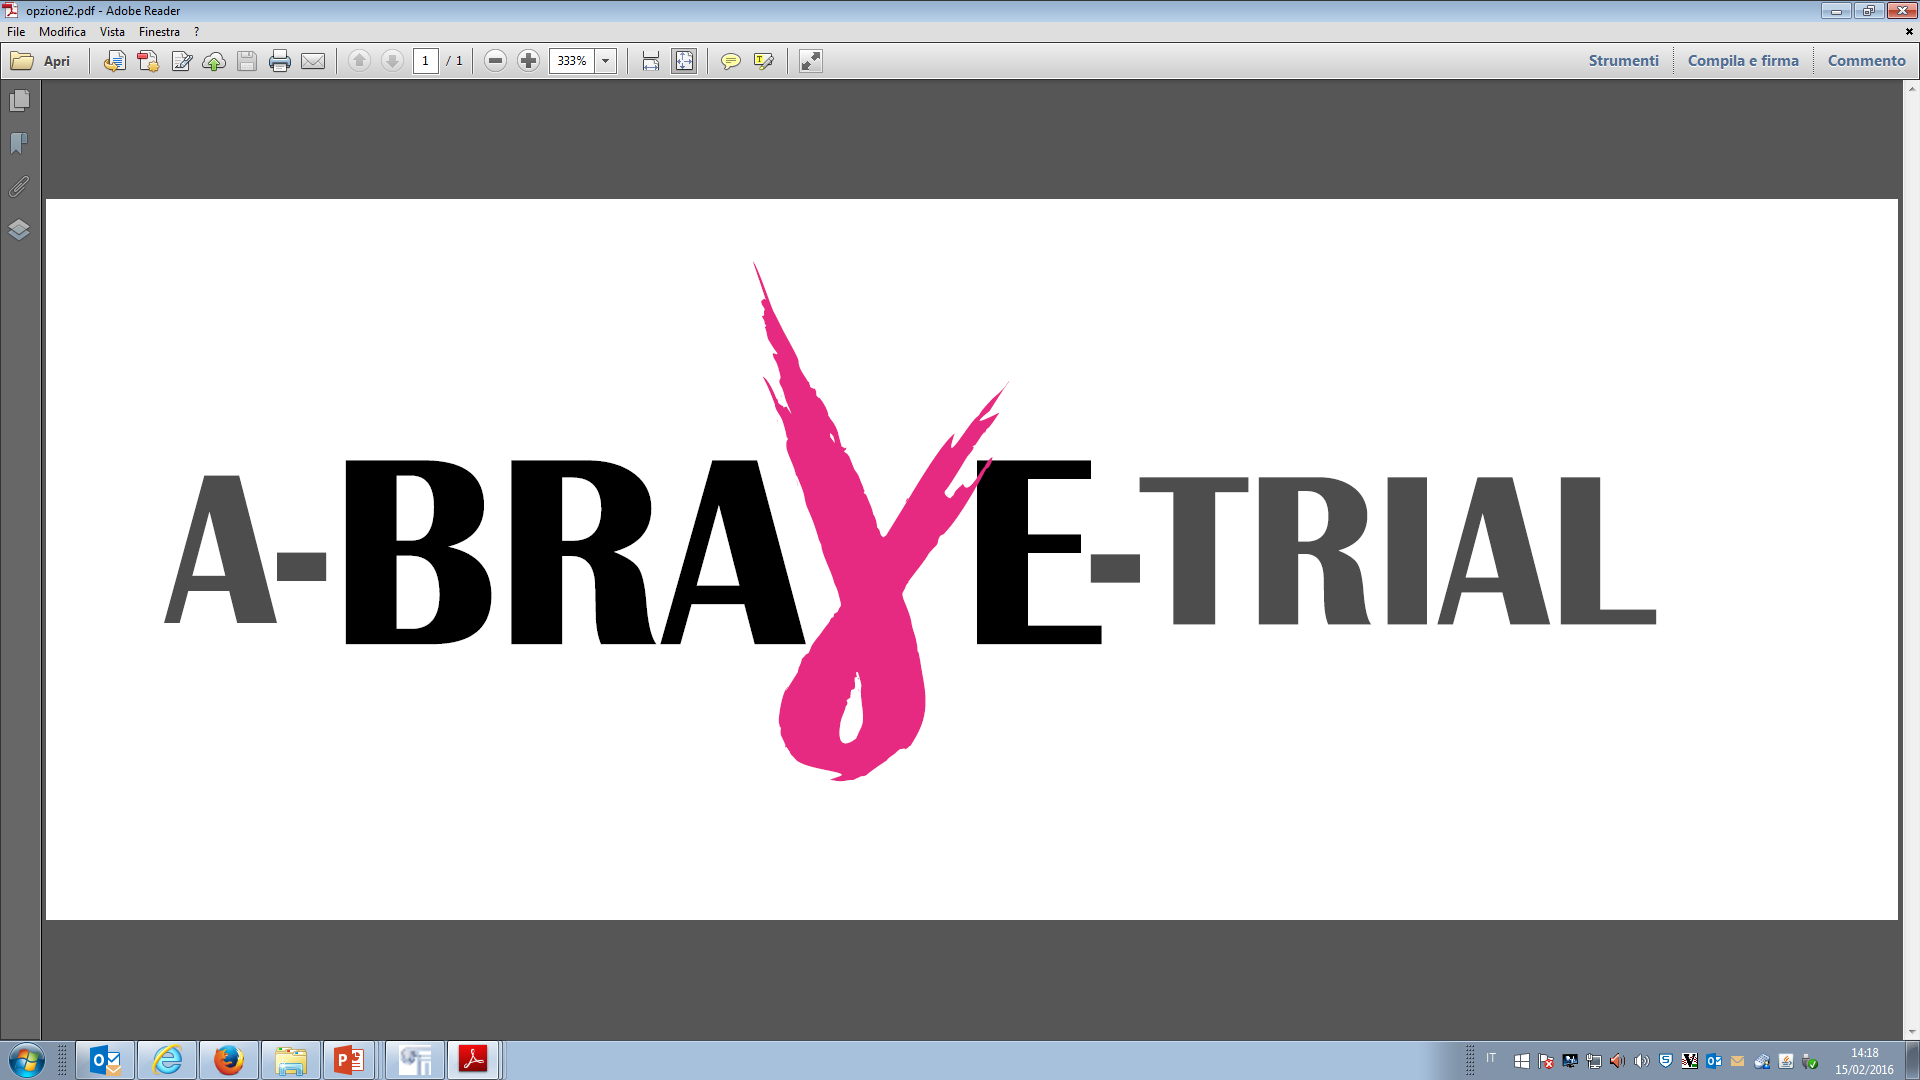 opzione2.pdf - Adobe Reader
File Modifica Vista Finestra ?
Apri 1 / 1 333% Strumenti Compila e firma Commento
A-BRAVE-TRIAL
IT 14:18
15/02/2016